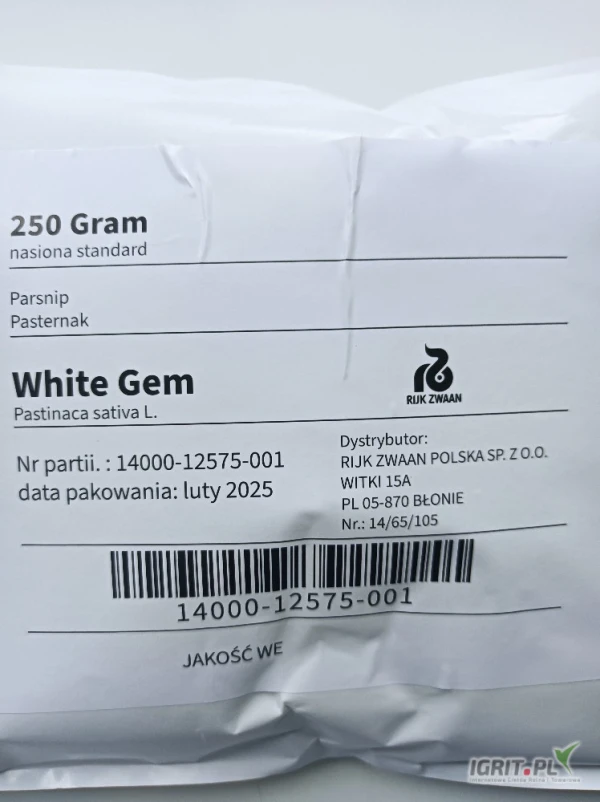 250 Gram
nasiona standard
Parsnip
Pasternak
White Gem
Pastinaca sativa L.
RIJK ZWAAN
Nr partii. : 14000-12575-001
data pakowania: luty 2025
Dystrybutor:
RIJK ZWAAN POLSKA SP. Z O.O.
WITKI 15A
PL 05-870 BŁONIE
Nr.: 14/65/105
14000-12575-001
JAKOŚĆ WE
IGRIT.PL